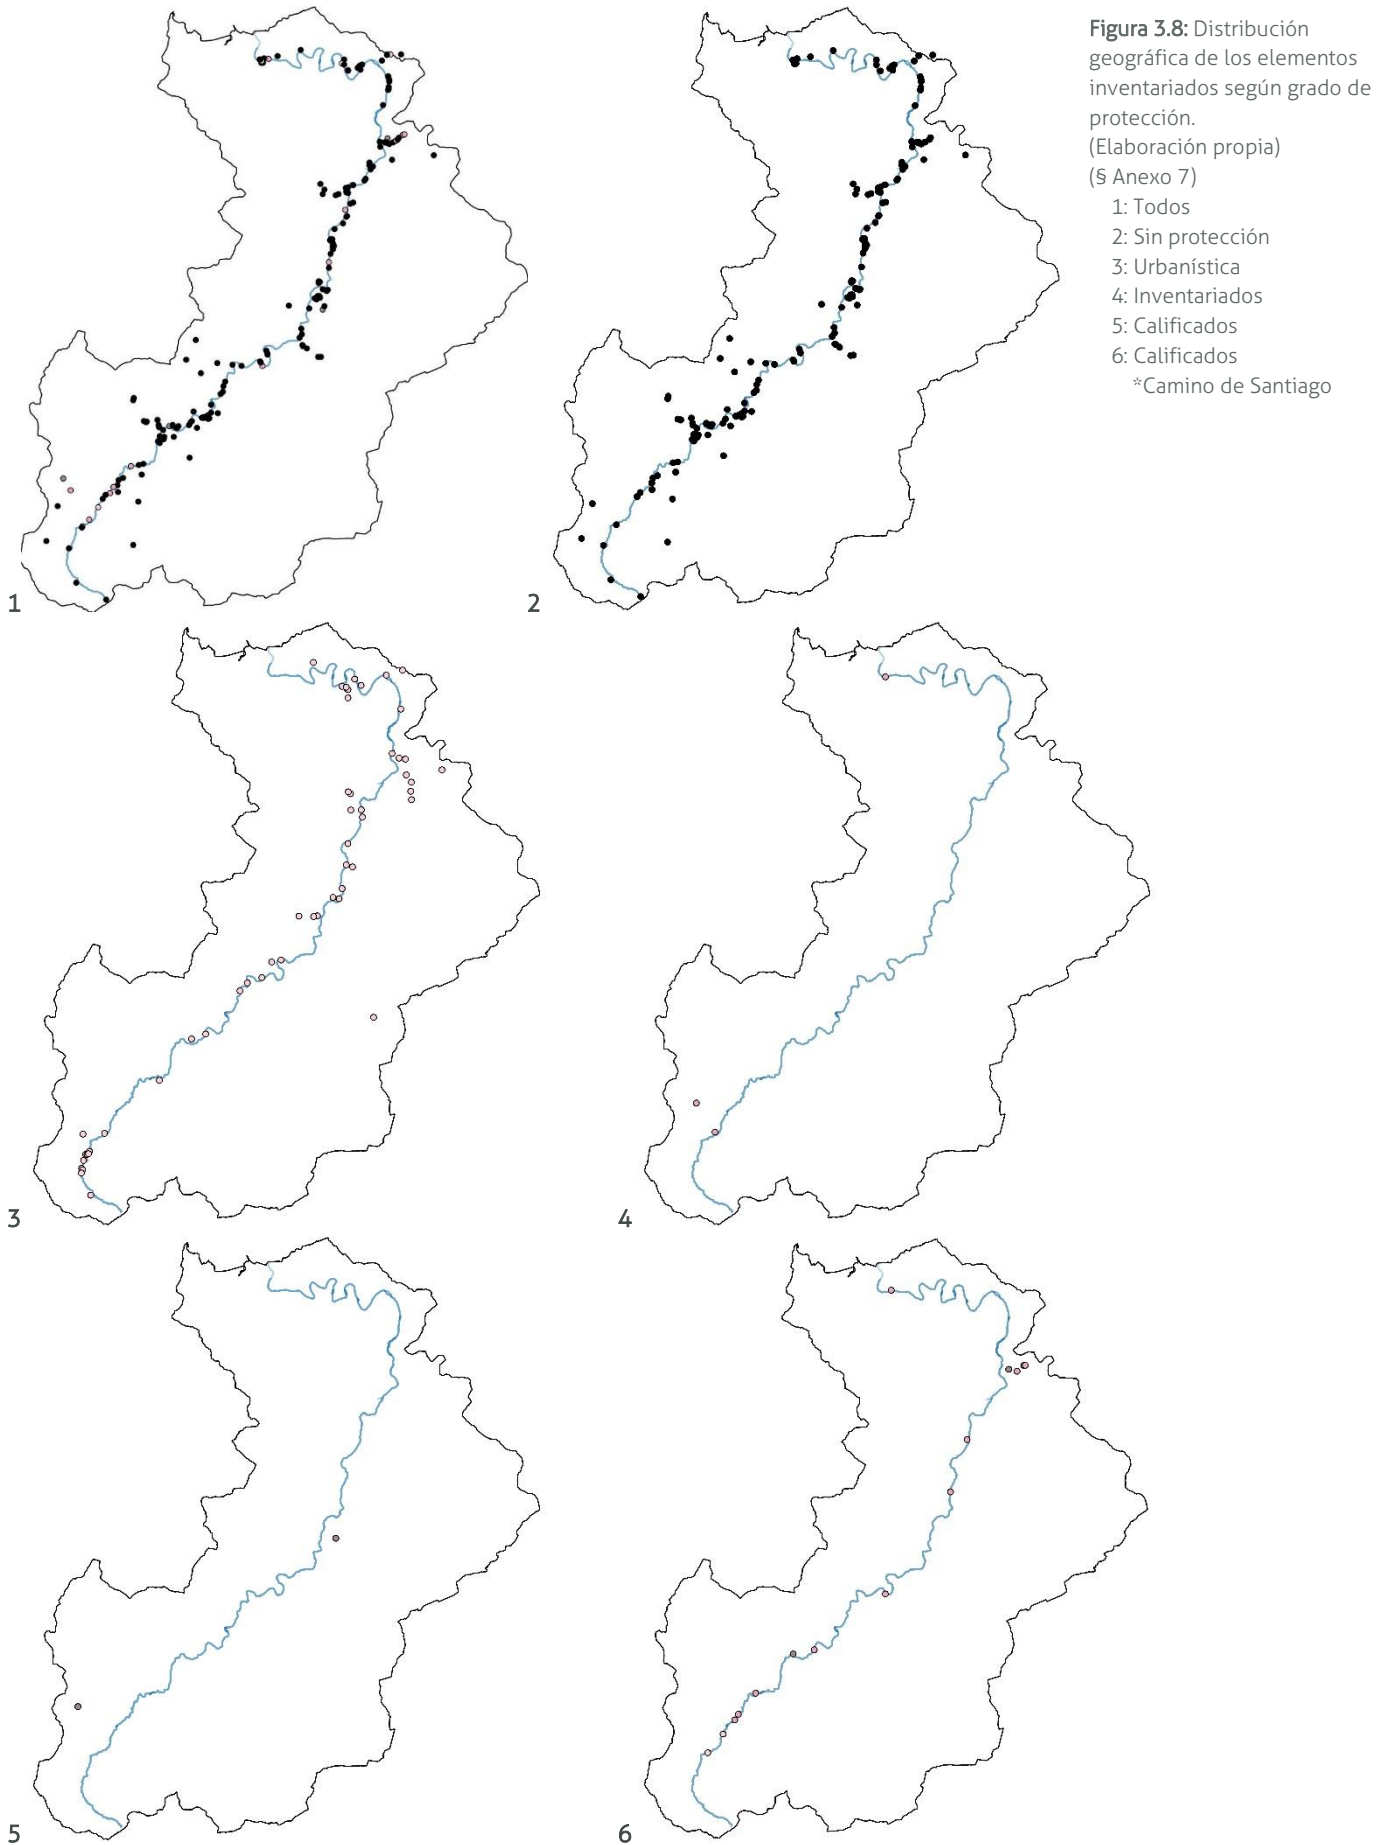 Figura 3.8: Distribución
geográfica de los elementos
inventariados según grado de
protección.
(Elaboración propia)
(§ Anexo 7)
1: Todos
2: Sin protección
3: Urbanística
4: Inventariados
5: Calificados
6: Calificados
*Camino de Santiago
1
2
3
4
5
6